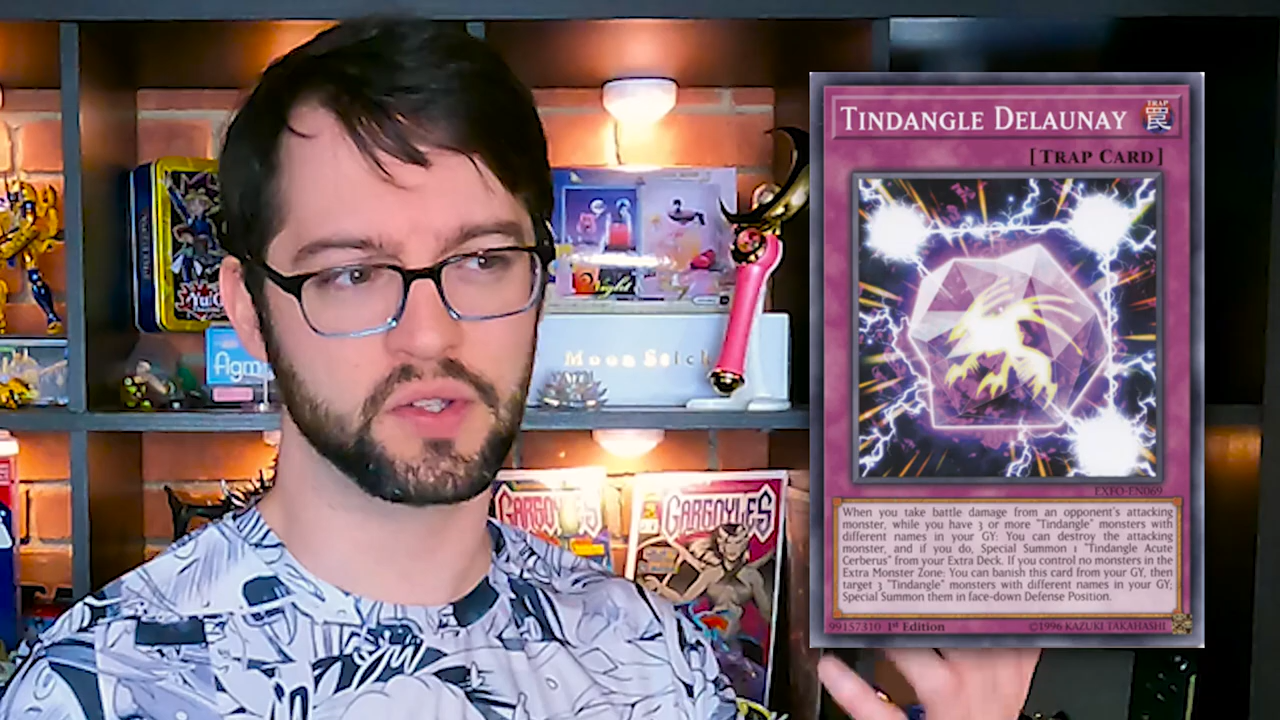 TINDANGLE DELAUNAY
TRAP
罠
[TRAP CARD]
EXFO-EN069
When you take battle damage from an opponent's attacking
monster, while you have 3 or more "Tindangle" monsters with
different names in your GY: You can destroy the attacking
monster, and if you do, Special Summon 1 "Tindangle Acute
Cerberus" from your Extra Deck. If you control no monsters in the
Extra Monster Zone: You can banish this card from your GY, then
target 3 "Tindangle" monsters with different names in your GY;
Special Summon them in face-down Defense Position.
99157310 1st Edition
©1996 KAZUKI TAKAHASHI
Figm
Night
Moon Stick
GARGOYLES
GARGOYLES